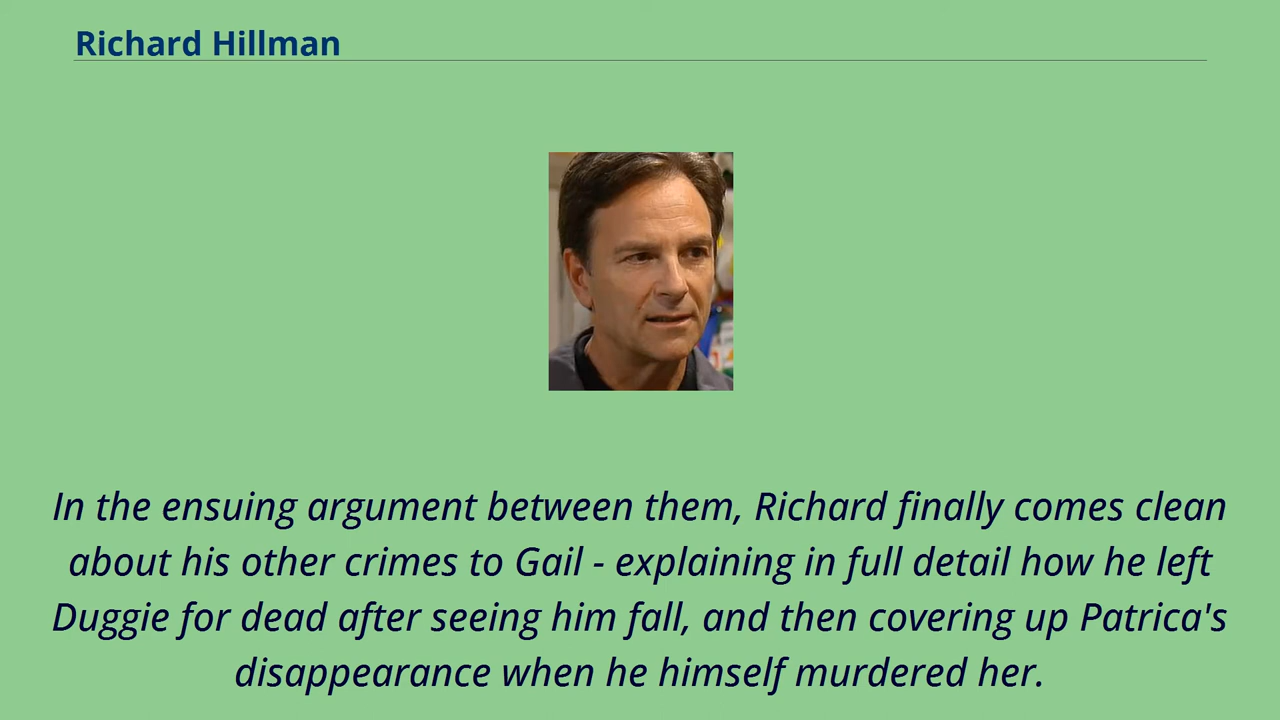 Richard Hillman
In the ensuing argument between them, Richard finally comes clean
about his other crimes to Gail - explaining in full detail how he left
Duggie for dead after seeing him fall, and then covering up Patrica's
disappearance when he himself murdered her.